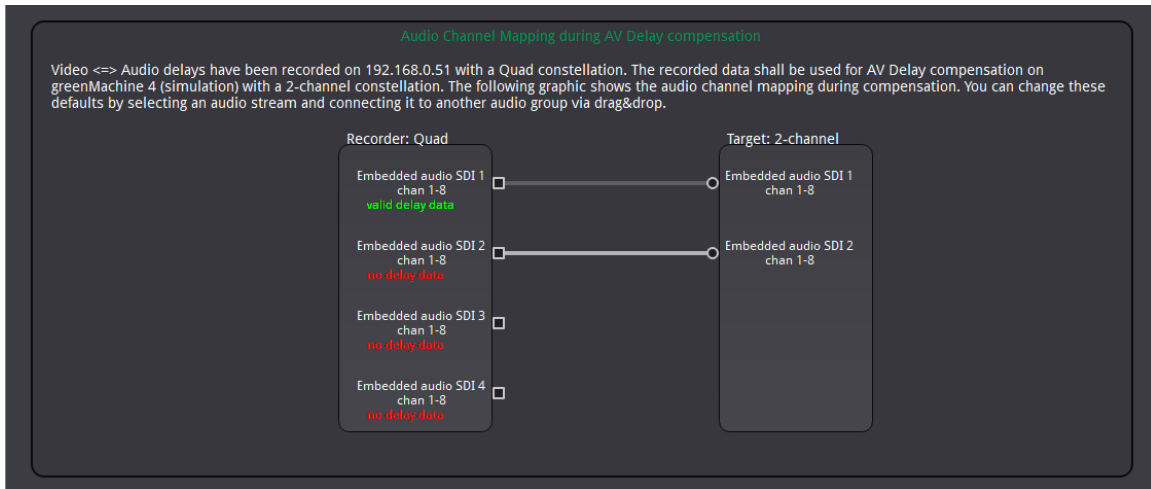 Audio Channel Mapping during AV Delay compensation
Video <=> Audio delays have been recorded on 192.168.0.51 with a Quad constellation. The recorded data shall be used for AV Delay compensation on
greenMachine 4 (simulation) with a 2-channel constellation. The following graphic shows the audio channel mapping during compensation. You can change these
defaults by selecting an audio stream and connecting it to another audio group via drag&drop.
Recorder: Quad
Embedded audio SDI 1
chan 1-8
valid delay data
Embedded audio SDI 2
chan 1-8
no delay data
Embedded audio SDI 3
chan 1-8
no delay data
Embedded audio SDI 4
chan 1-8
no delay data
Target: 2-channel
Embedded audio SDI 1
chan 1-8
Embedded audio SDI 2
chan 1-8